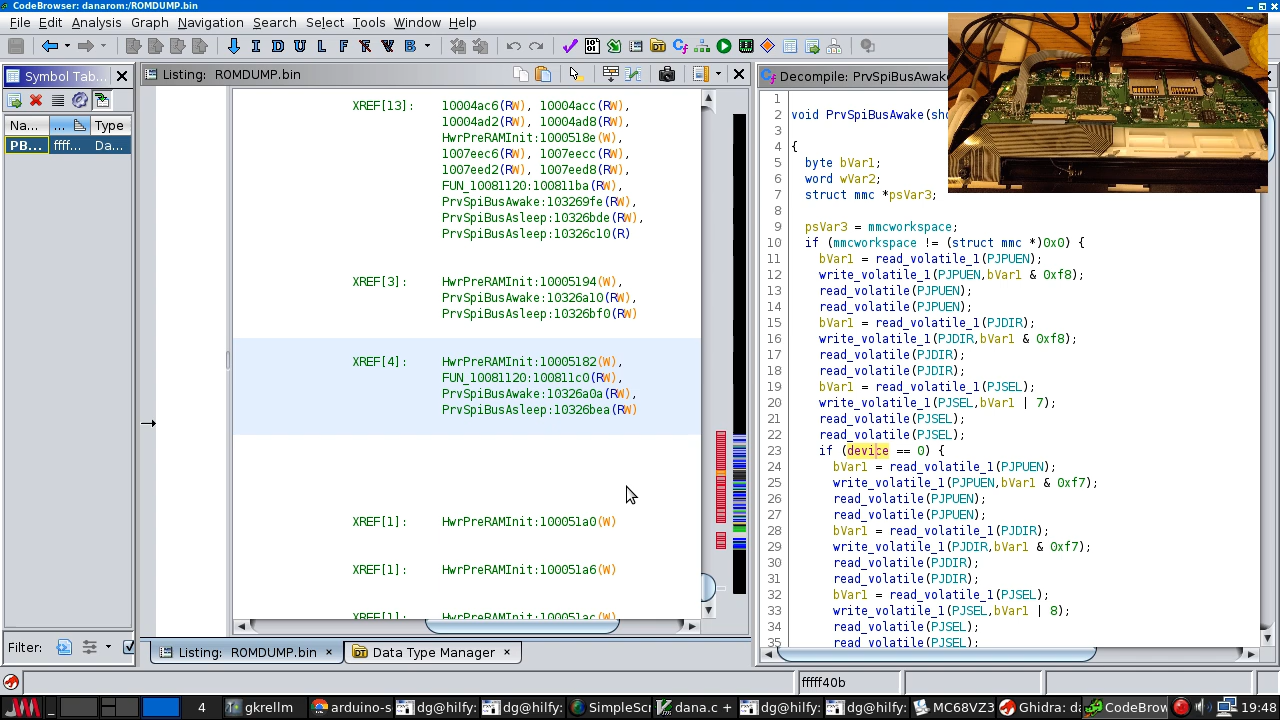 CodeBrowser: danarom:/ROMDUMP.bin
File Edit Analysis Graph Navigation Search Select Tools Window Help
I D U L F R V B
Symbol Tab...
Listing: ROMDUMP.bin
Decompile: PrvSpiBusAwake
Na... ... Type
PB... ffff... Da...
XREF[13]: 10004ac6(RW), 10004acc(RW),
10004ad2(RW), 10004ad8(RW),
HwrPreRAMInit:1000518e(W),
1007eec6(RW), 1007eecc(RW),
1007eed2(RW), 1007eed8(RW),
FUN_10081120:100811ba(RW),
PrvSpiBusAwake:103269fe(RW),
PrvSpiBusAsleep:10326bde(RW),
PrvSpiBusAsleep:10326c10(R)
XREF[3]: HwrPreRAMInit:10005194(W),
PrvSpiBusAwake:10326a10(RW),
PrvSpiBusAsleep:10326bf0(RW)
XREF[4]: HwrPreRAMInit:10005182(W),
FUN_10081120:100811c0(RW),
PrvSpiBusAwake:10326a0a(RW),
PrvSpiBusAsleep:10326bea(RW)
XREF[1]: HwrPreRAMInit:100051a0(W)
XREF[1]: HwrPreRAMInit:100051a6(W)
XREF[1]: HwrPreRAMInit:100051ac(W)
1
2 void PrvSpiBusAwake(sho
3
4 {
5 byte bVar1;
6 word wVar2;
7 struct mmc *psVar3;
8
9 psVar3 = mmcworkspace;
10 if (mmcworkspace != (struct mmc *)0x0) {
11 bVar1 = read_volatile_1(PJPUEN);
12 write_volatile_1(PJPUEN,bVar1 & 0xf8);
13 read_volatile(PJPUEN);
14 read_volatile(PJPUEN);
15 bVar1 = read_volatile_1(PJDIR);
16 write_volatile_1(PJDIR,bVar1 & 0xf8);
17 read_volatile(PJDIR);
18 read_volatile(PJDIR);
19 bVar1 = read_volatile_1(PJSEL);
20 write_volatile_1(PJSEL,bVar1 | 7);
21 read_volatile(PJSEL);
22 read_volatile(PJSEL);
23 if (device == 0) {
24 bVar1 = read_volatile_1(PJPUEN);
25 write_volatile_1(PJPUEN,bVar1 & 0xf7);
26 read_volatile(PJPUEN);
27 read_volatile(PJPUEN);
28 bVar1 = read_volatile_1(PJDIR);
29 write_volatile_1(PJDIR,bVar1 & 0xf7);
30 read_volatile(PJDIR);
31 read_volatile(PJDIR);
32 bVar1 = read_volatile_1(PJSEL);
33 write_volatile_1(PJSEL,bVar1 | 8);
34 read_volatile(PJSEL);
35 read_volatile(PJSEL);
Filter:
Listing: ROMDUMP.bin × Data Type Manager ×
fffff40b
4 gkrellm arduino-s dg@hilfy: dg@hilfy: SimpleSc dana.c + dg@hilfy: dg@hilfy: MC68VZ3 Ghidra: da CodeBrow 19:48